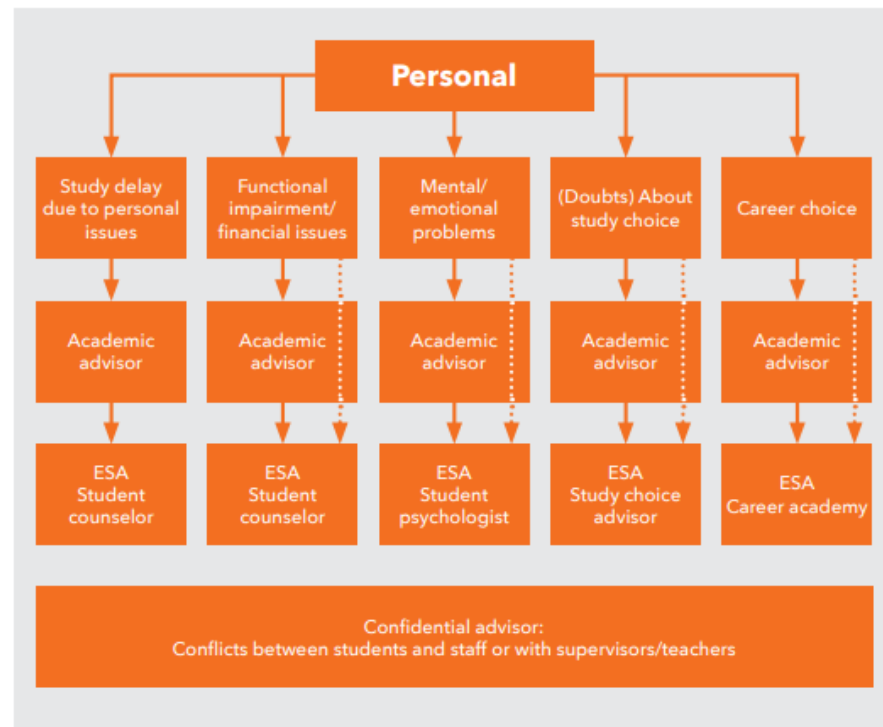 Personal
Study delay
due to personal
issues
Functional
impairment/
financial issues
Mental/
emotional
problems
(Doubts) About
study choice
Career choice
Academic
advisor
Academic
advisor
Academic
advisor
Academic
advisor
Academic
advisor
ESA
Student
counselor
ESA
Student
counselor
ESA
Student
psychologist
ESA
Study choice
advisor
ESA
Career academy
Confidential advisor:
Conflicts between students and staff or with supervisors/teachers